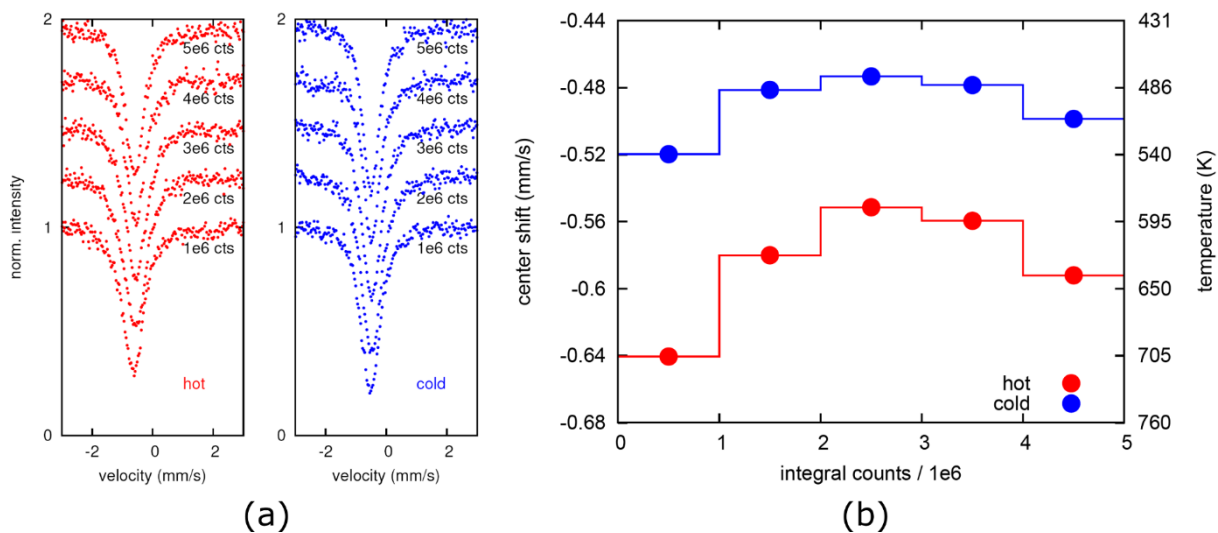 2
1
0
norm. intensity
5e6 cts
4e6 cts
3e6 cts
2e6 cts
1e6 cts
hot
-2 0 2
velocity (mm/s)
2
1
0
5e6 cts
4e6 cts
3e6 cts
2e6 cts
1e6 cts
cold
-2 0 2
velocity (mm/s)
(a)
-0.44
-0.48
-0.52
-0.56
-0.6
-0.64
-0.68
center shift (mm/s)
431
486
540
595
650
705
760
temperature (K)
hot
cold
0 1 2 3 4 5
integral counts / 1e6
(b)